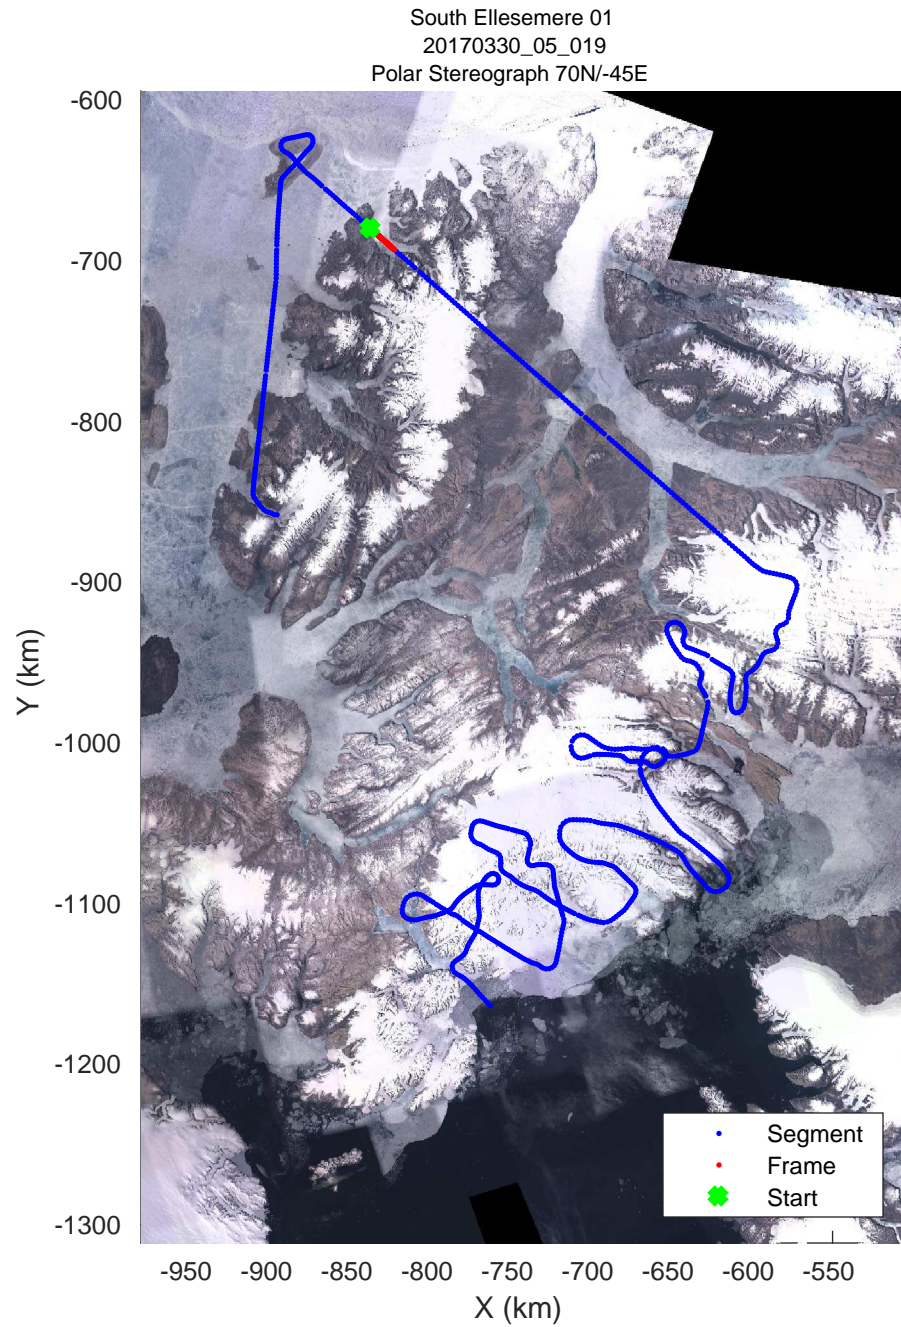 South Ellesemere 01
20170330_05_019
Polar Stereograph 70N/-45E
-600
-700
-800
-900
-1000
-1100
-1200
-1300
Y (km)
Segment
Frame
Start
-950 -900 -850 -800 -750 -700 -650 -600 -550
X (km)